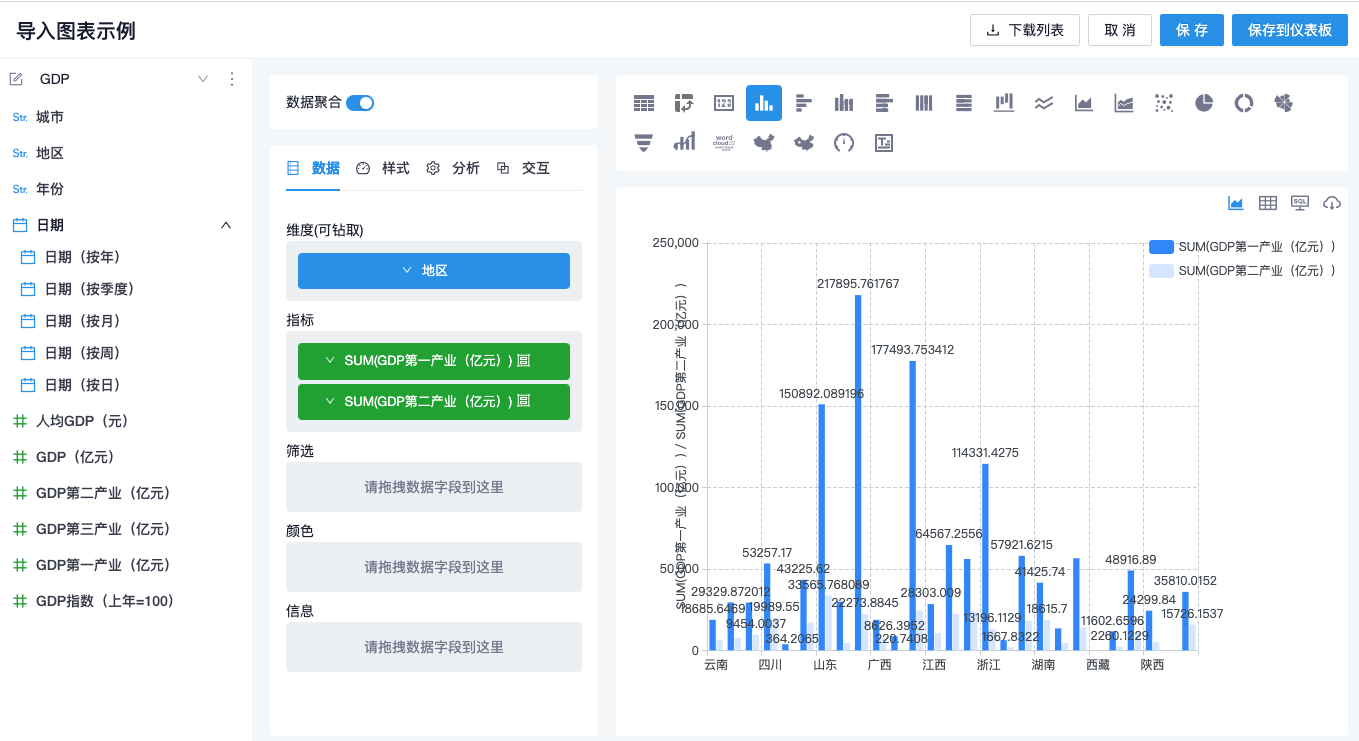 导入图表示例
下载列表
取 消
保 存
保存到仪表板
GDP
Str. 城市
Str. 地区
Str. 年份
日期
日期（按年）
日期（按季度）
日期（按月）
日期（按周）
日期（按日）
人均GDP（元）
GDP（亿元）
GDP第二产业（亿元）
GDP第三产业（亿元）
GDP第一产业（亿元）
GDP指数（上年=100）
数据聚合
数据
样式
分析
交互
维度(可钻取)
地区
指标
SUM(GDP第一产业（亿元）)
SUM(GDP第二产业（亿元）)
筛选
请拖拽数据字段到这里
颜色
请拖拽数据字段到这里
信息
请拖拽数据字段到这里
word
cloud
SQL
SUM(GDP第一产业（亿元）)
SUM(GDP第二产业（亿元）)
SUM(GDP第一产业（亿元）) / SUM(GDP第二产业（亿元）)
250,000
200,000
150,000
100,000
50,000
0
217895.761767
177493.753412
150892.089196
114331.4275
64567.2556
57921.6215
53257.17
48916.89
43225.62
41425.74
35810.0152
33565.768089
29329.872012
28303.009
24299.84
22273.8845
18685.6469
19989.55
18615.7
15726.1537
13196.1129
11602.6596
9454.0037
8626.3952
364.2065
220.7408
1667.8322
2260.1229
云南
四川
山东
广西
江西
浙江
湖南
西藏
陕西